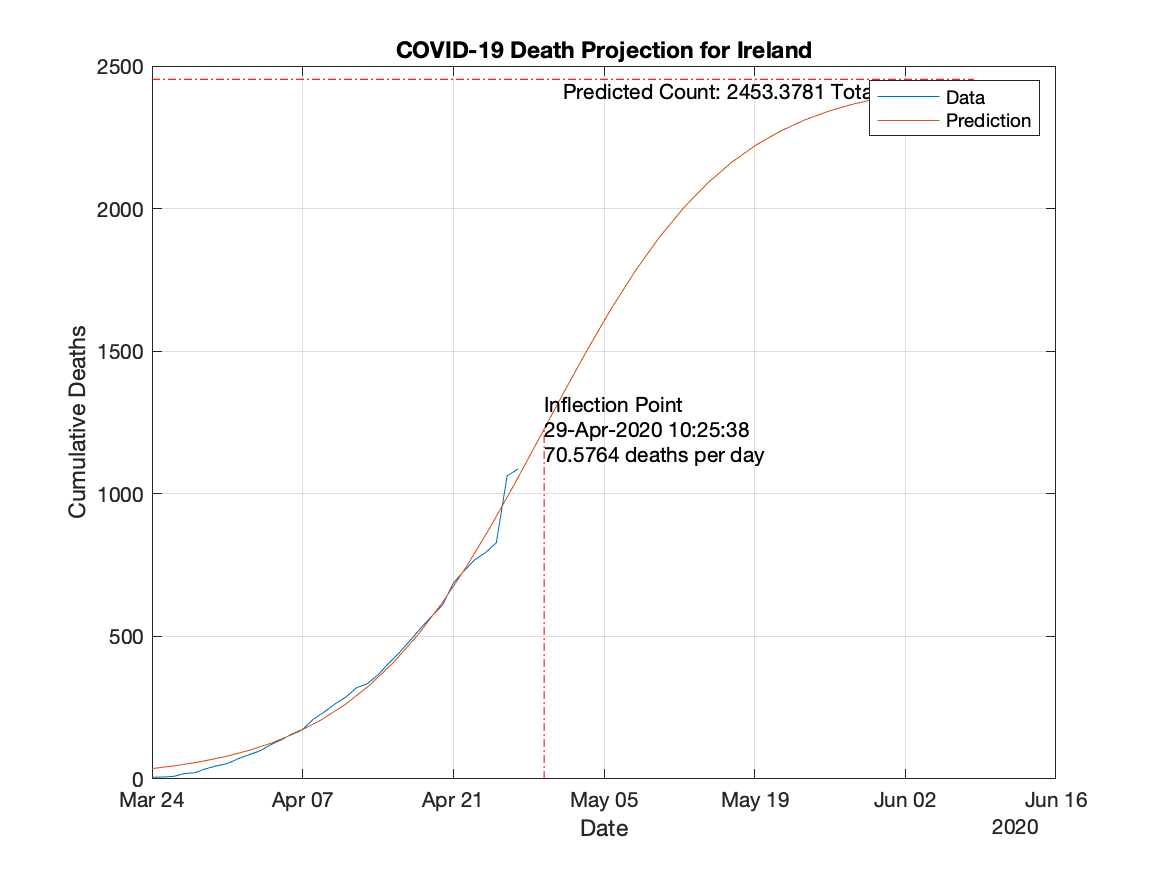 COVID-19 Death Projection for Ireland
2500
Predicted Count: 2453.3781
Data
Prediction
2000
1500
Inflection Point
29-Apr-2020 10:25:38
70.5764 deaths per day
1000
500
0
Cumulative Deaths
Mar 24 Apr 07 Apr 21 May 05 May 19 Jun 02 Jun 16
Date
2020